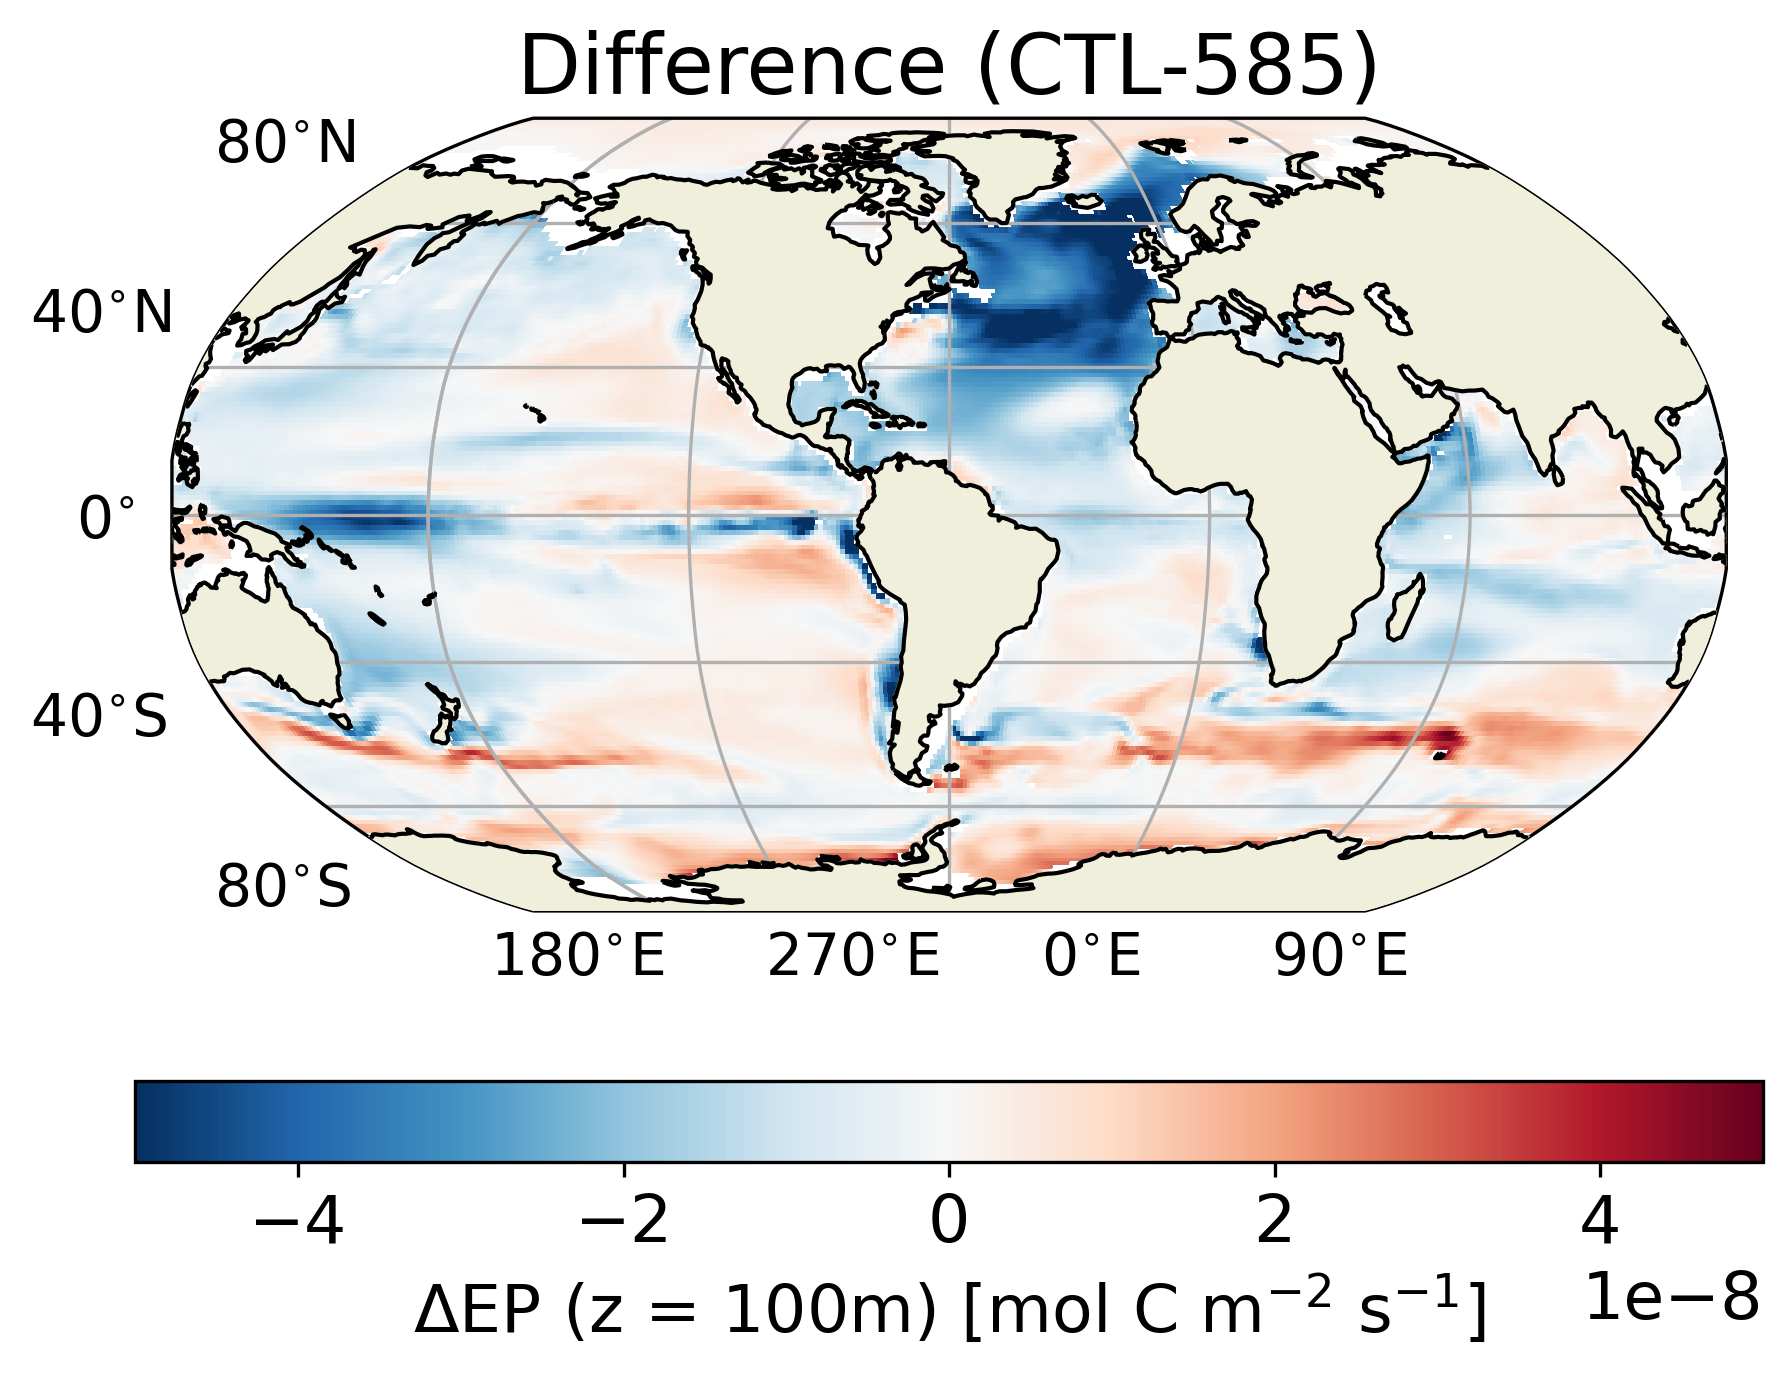 Difference (CTL-585)
80°N
40°N
0°
40°S
80°S
180°E 270°E 0°E 90°E
−4 −2 0 2 4
ΔEP (z = 100m) [mol C m⁻² s⁻¹] 1e−8